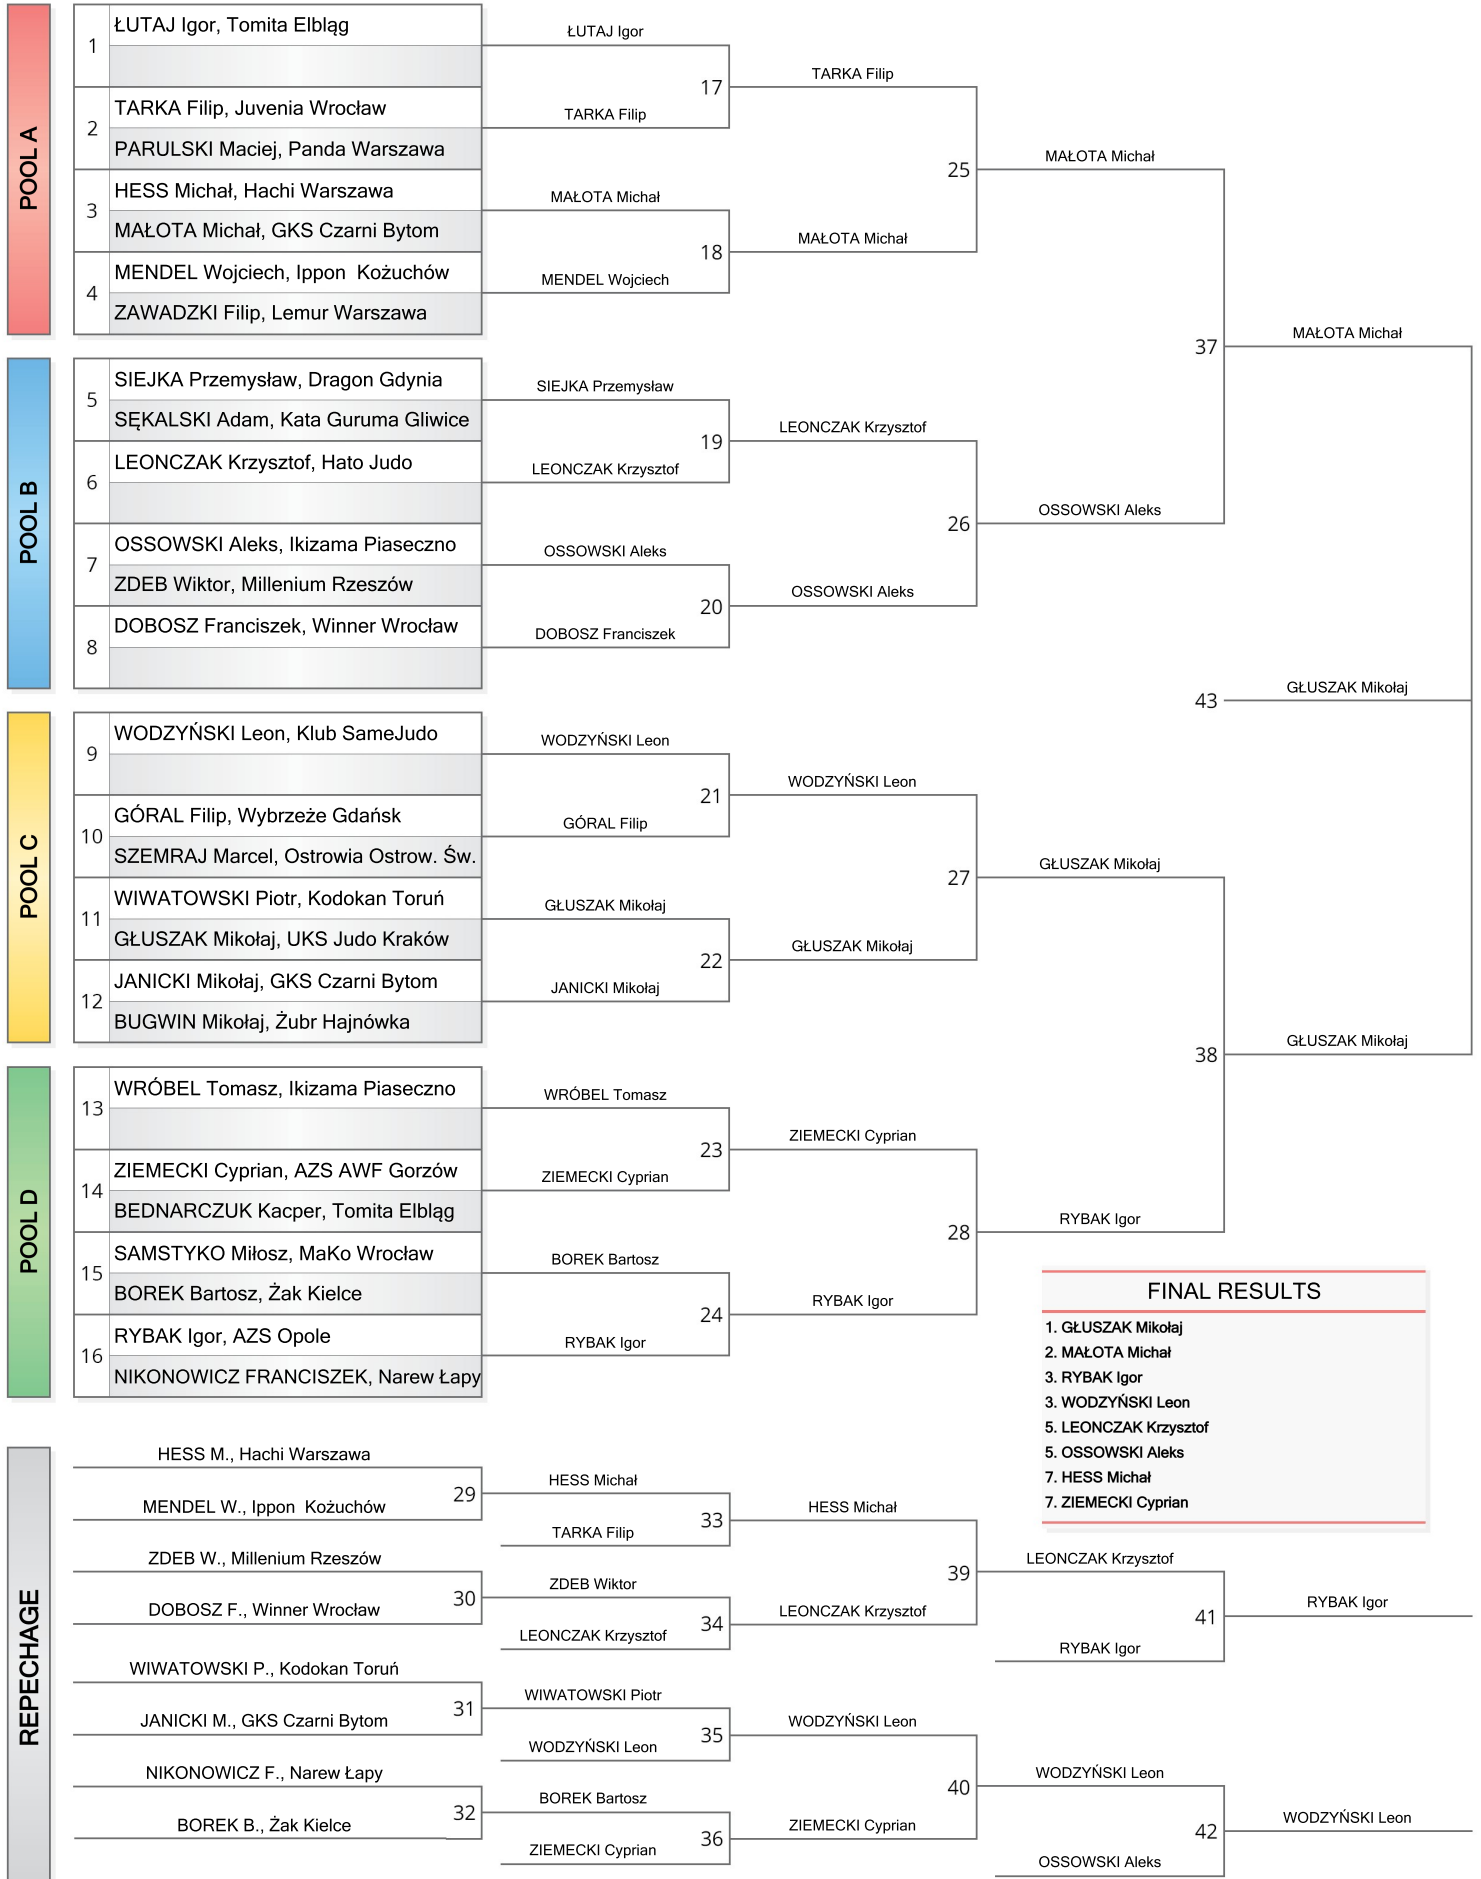 POOL A
1
ŁUTAJ Igor, Tomita Elbląg
2
TARKA Filip, Juvenia Wrocław
PARULSKI Maciej, Panda Warszawa
3
HESS Michał, Hachi Warszawa
MAŁOTA Michał, GKS Czarni Bytom
4
MENDEL Wojciech, Ippon  Kożuchów
ZAWADZKI Filip, Lemur Warszawa
ŁUTAJ Igor
17
TARKA Filip
MAŁOTA Michał
18
MENDEL Wojciech
TARKA Filip
25
MAŁOTA Michał
MAŁOTA Michał
POOL B
5
SIEJKA Przemysław, Dragon Gdynia
SĘKALSKI Adam, Kata Guruma Gliwice
6
LEONCZAK Krzysztof, Hato Judo
7
OSSOWSKI Aleks, Ikizama Piaseczno
ZDEB Wiktor, Millenium Rzeszów
8
DOBOSZ Franciszek, Winner Wrocław
SIEJKA Przemysław
19
LEONCZAK Krzysztof
OSSOWSKI Aleks
20
DOBOSZ Franciszek
LEONCZAK Krzysztof
26
OSSOWSKI Aleks
OSSOWSKI Aleks
37
MAŁOTA Michał
43
GŁUSZAK Mikołaj
POOL C
9
WODZYŃSKI Leon, Klub SameJudo
10
GÓRAL Filip, Wybrzeże Gdańsk
SZEMRAJ Marcel, Ostrowia Ostrow. Św.
11
WIWATOWSKI Piotr, Kodokan Toruń
GŁUSZAK Mikołaj, UKS Judo Kraków
12
JANICKI Mikołaj, GKS Czarni Bytom
BUGWIN Mikołaj, Żubr Hajnówka
WODZYŃSKI Leon
21
GÓRAL Filip
GŁUSZAK Mikołaj
22
JANICKI Mikołaj
WODZYŃSKI Leon
27
GŁUSZAK Mikołaj
GŁUSZAK Mikołaj
38
GŁUSZAK Mikołaj
POOL D
13
WRÓBEL Tomasz, Ikizama Piaseczno
14
ZIEMECKI Cyprian, AZS AWF Gorzów
BEDNARCZUK Kacper, Tomita Elbląg
15
SAMSTYKO Miłosz, MaKo Wrocław
BOREK Bartosz, Żak Kielce
16
RYBAK Igor, AZS Opole
NIKONOWICZ FRANCISZEK, Narew Łapy
WRÓBEL Tomasz
23
ZIEMECKI Cyprian
BOREK Bartosz
24
RYBAK Igor
ZIEMECKI Cyprian
28
RYBAK Igor
RYBAK Igor
FINAL RESULTS
1. GŁUSZAK Mikołaj
2. MAŁOTA Michał
3. RYBAK Igor
3. WODZYŃSKI Leon
5. LEONCZAK Krzysztof
5. OSSOWSKI Aleks
7. HESS Michał
7. ZIEMECKI Cyprian
REPECHAGE
HESS M., Hachi Warszawa
29
MENDEL W., Ippon  Kożuchów
ZDEB W., Millenium Rzeszów
30
DOBOSZ F., Winner Wrocław
WIWATOWSKI P., Kodokan Toruń
31
JANICKI M., GKS Czarni Bytom
NIKONOWICZ F., Narew Łapy
32
BOREK B., Żak Kielce
HESS Michał
33
TARKA Filip
ZDEB Wiktor
34
LEONCZAK Krzysztof
WIWATOWSKI Piotr
35
WODZYŃSKI Leon
BOREK Bartosz
36
ZIEMECKI Cyprian
HESS Michał
39
LEONCZAK Krzysztof
WODZYŃSKI Leon
40
ZIEMECKI Cyprian
LEONCZAK Krzysztof
41
RYBAK Igor
WODZYŃSKI Leon
42
OSSOWSKI Aleks
RYBAK Igor
WODZYŃSKI Leon